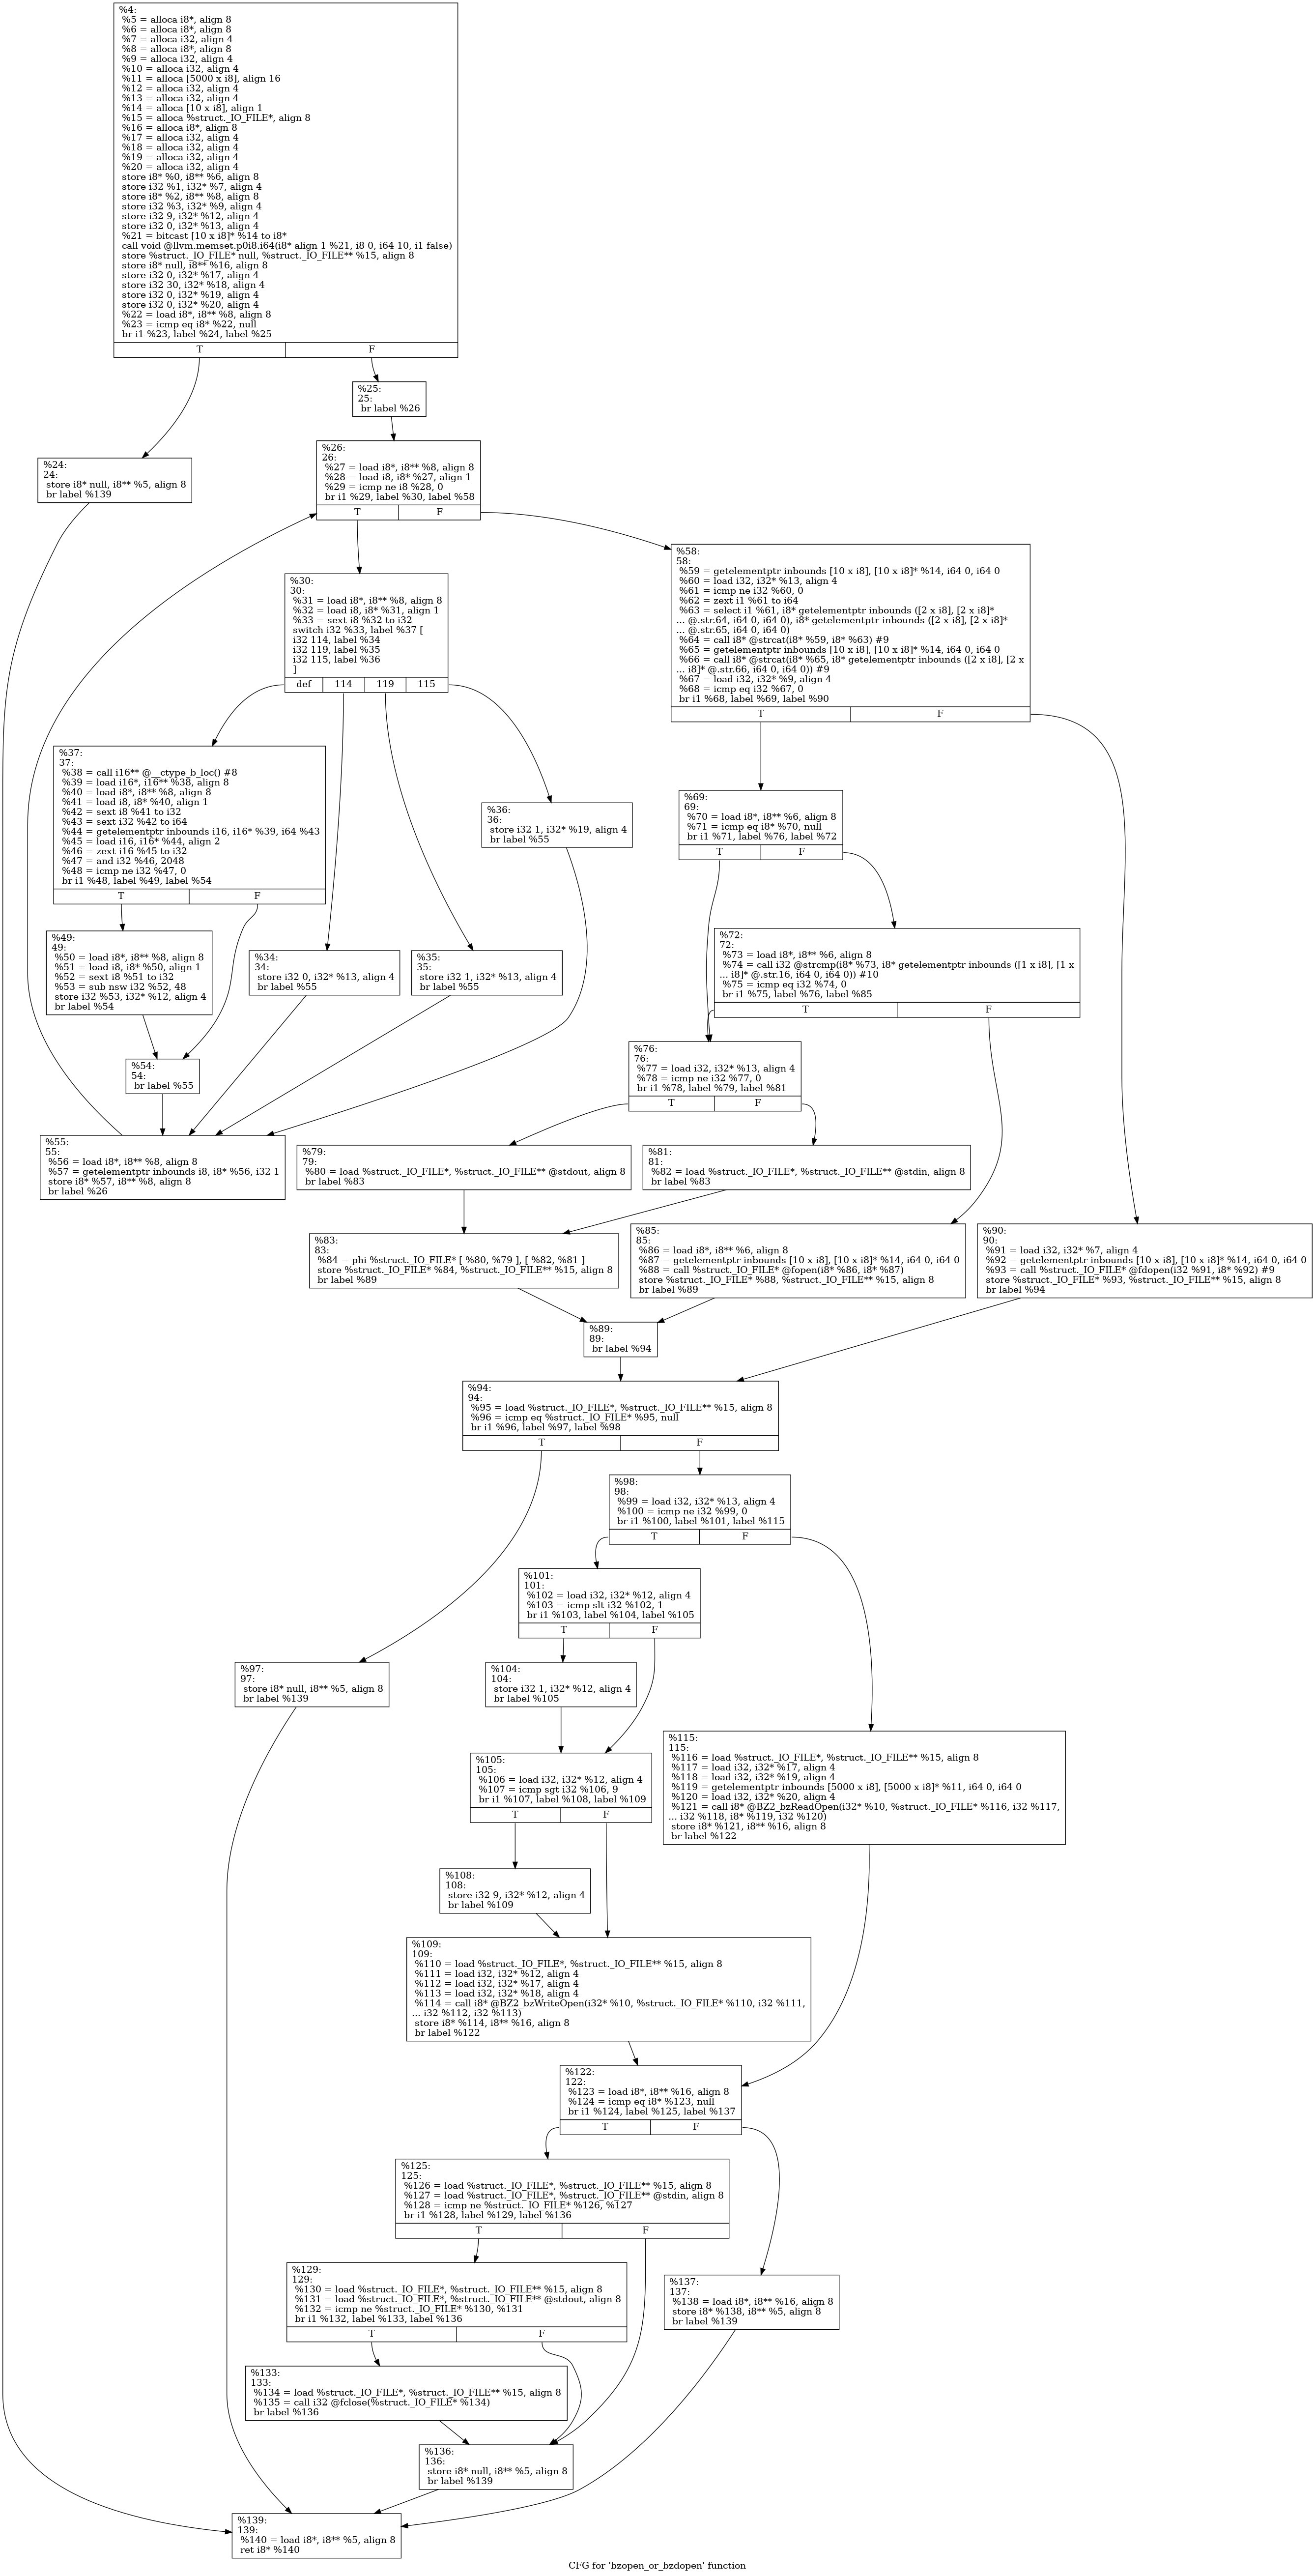 %4:
%5 = alloca i8*, align 8
%6 = alloca i8*, align 8
%7 = alloca i32, align 4
%8 = alloca i8*, align 8
%9 = alloca i32, align 4
%10 = alloca i32, align 4
%11 = alloca [5000 x i8], align 16
%12 = alloca i32, align 4
%13 = alloca i32, align 4
%14 = alloca [10 x i8], align 1
%15 = alloca %struct._IO_FILE*, align 8
%16 = alloca i8*, align 8
%17 = alloca i32, align 4
%18 = alloca i32, align 4
%19 = alloca i32, align 4
%20 = alloca i32, align 4
store i8* %0, i8** %6, align 8
store i32 %1, i32* %7, align 4
store i8* %2, i8** %8, align 8
store i32 %3, i32* %9, align 4
store i32 9, i32* %12, align 4
store i32 0, i32* %13, align 4
%21 = bitcast [10 x i8]* %14 to i8*
call void @llvm.memset.p0i8.i64(i8* align 1 %21, i8 0, i64 10, i1 false)
store %struct._IO_FILE* null, %struct._IO_FILE** %15, align 8
store i8* null, i8** %16, align 8
store i32 0, i32* %17, align 4
store i32 30, i32* %18, align 4
store i32 0, i32* %19, align 4
store i32 0, i32* %20, align 4
%22 = load i8*, i8** %8, align 8
%23 = icmp eq i8* %22, null
br i1 %23, label %24, label %25
T F
%25:
25:
br label %26
%24:
24:
store i8* null, i8** %5, align 8
br label %139
%26:
26:
%27 = load i8*, i8** %8, align 8
%28 = load i8, i8* %27, align 1
%29 = icmp ne i8 %28, 0
br i1 %29, label %30, label %58
T F
%30:
30:
%31 = load i8*, i8** %8, align 8
%32 = load i8, i8* %31, align 1
%33 = sext i8 %32 to i32
switch i32 %33, label %37 [
i32 114, label %34
i32 119, label %35
i32 115, label %36
]
def 114 119 115
%58:
58:
%59 = getelementptr inbounds [10 x i8], [10 x i8]* %14, i64 0, i64 0
%60 = load i32, i32* %13, align 4
%61 = icmp ne i32 %60, 0
%62 = zext i1 %61 to i64
%63 = select i1 %61, i8* getelementptr inbounds ([2 x i8], [2 x i8]*
... @.str.64, i64 0, i64 0), i8* getelementptr inbounds ([2 x i8], [2 x i8]*
... @.str.65, i64 0, i64 0)
%64 = call i8* @strcat(i8* %59, i8* %63) #9
%65 = getelementptr inbounds [10 x i8], [10 x i8]* %14, i64 0, i64 0
%66 = call i8* @strcat(i8* %65, i8* getelementptr inbounds ([2 x i8], [2 x
... i8]* @.str.66, i64 0, i64 0)) #9
%67 = load i32, i32* %9, align 4
%68 = icmp eq i32 %67, 0
br i1 %68, label %69, label %90
T F
%37:
37:
%38 = call i16** @__ctype_b_loc() #8
%39 = load i16*, i16** %38, align 8
%40 = load i8*, i8** %8, align 8
%41 = load i8, i8* %40, align 1
%42 = sext i8 %41 to i32
%43 = sext i32 %42 to i64
%44 = getelementptr inbounds i16, i16* %39, i64 %43
%45 = load i16, i16* %44, align 2
%46 = zext i16 %45 to i32
%47 = and i32 %46, 2048
%48 = icmp ne i32 %47, 0
br i1 %48, label %49, label %54
T F
%36:
36:
store i32 1, i32* %19, align 4
br label %55
%69:
69:
%70 = load i8*, i8** %6, align 8
%71 = icmp eq i8* %70, null
br i1 %71, label %76, label %72
T F
%49:
49:
%50 = load i8*, i8** %8, align 8
%51 = load i8, i8* %50, align 1
%52 = sext i8 %51 to i32
%53 = sub nsw i32 %52, 48
store i32 %53, i32* %12, align 4
br label %54
%34:
34:
store i32 0, i32* %13, align 4
br label %55
%35:
35:
store i32 1, i32* %13, align 4
br label %55
%72:
72:
%73 = load i8*, i8** %6, align 8
%74 = call i32 @strcmp(i8* %73, i8* getelementptr inbounds ([1 x i8], [1 x
... i8]* @.str.16, i64 0, i64 0)) #10
%75 = icmp eq i32 %74, 0
br i1 %75, label %76, label %85
T F
%54:
54:
br label %55
%76:
76:
%77 = load i32, i32* %13, align 4
%78 = icmp ne i32 %77, 0
br i1 %78, label %79, label %81
T F
%55:
55:
%56 = load i8*, i8** %8, align 8
%57 = getelementptr inbounds i8, i8* %56, i32 1
store i8* %57, i8** %8, align 8
br label %26
%79:
79:
%80 = load %struct._IO_FILE*, %struct._IO_FILE** @stdout, align 8
br label %83
%81:
81:
%82 = load %struct._IO_FILE*, %struct._IO_FILE** @stdin, align 8
br label %83
%83:
83:
%84 = phi %struct._IO_FILE* [ %80, %79 ], [ %82, %81 ]
store %struct._IO_FILE* %84, %struct._IO_FILE** %15, align 8
br label %89
%85:
85:
%86 = load i8*, i8** %6, align 8
%87 = getelementptr inbounds [10 x i8], [10 x i8]* %14, i64 0, i64 0
%88 = call %struct._IO_FILE* @fopen(i8* %86, i8* %87)
store %struct._IO_FILE* %88, %struct._IO_FILE** %15, align 8
br label %89
%90:
90:
%91 = load i32, i32* %7, align 4
%92 = getelementptr inbounds [10 x i8], [10 x i8]* %14, i64 0, i64 0
%93 = call %struct._IO_FILE* @fdopen(i32 %91, i8* %92) #9
store %struct._IO_FILE* %93, %struct._IO_FILE** %15, align 8
br label %94
%89:
89:
br label %94
%94:
94:
%95 = load %struct._IO_FILE*, %struct._IO_FILE** %15, align 8
%96 = icmp eq %struct._IO_FILE* %95, null
br i1 %96, label %97, label %98
T F
%98:
98:
%99 = load i32, i32* %13, align 4
%100 = icmp ne i32 %99, 0
br i1 %100, label %101, label %115
T F
%101:
101:
%102 = load i32, i32* %12, align 4
%103 = icmp slt i32 %102, 1
br i1 %103, label %104, label %105
T F
%97:
97:
store i8* null, i8** %5, align 8
br label %139
%104:
104:
store i32 1, i32* %12, align 4
br label %105
%105:
105:
%106 = load i32, i32* %12, align 4
%107 = icmp sgt i32 %106, 9
br i1 %107, label %108, label %109
T F
%115:
115:
%116 = load %struct._IO_FILE*, %struct._IO_FILE** %15, align 8
%117 = load i32, i32* %17, align 4
%118 = load i32, i32* %19, align 4
%119 = getelementptr inbounds [5000 x i8], [5000 x i8]* %11, i64 0, i64 0
%120 = load i32, i32* %20, align 4
%121 = call i8* @BZ2_bzReadOpen(i32* %10, %struct._IO_FILE* %116, i32 %117,
... i32 %118, i8* %119, i32 %120)
store i8* %121, i8** %16, align 8
br label %122
%108:
108:
store i32 9, i32* %12, align 4
br label %109
%109:
109:
%110 = load %struct._IO_FILE*, %struct._IO_FILE** %15, align 8
%111 = load i32, i32* %12, align 4
%112 = load i32, i32* %17, align 4
%113 = load i32, i32* %18, align 4
%114 = call i8* @BZ2_bzWriteOpen(i32* %10, %struct._IO_FILE* %110, i32 %111,
... i32 %112, i32 %113)
store i8* %114, i8** %16, align 8
br label %122
%122:
122:
%123 = load i8*, i8** %16, align 8
%124 = icmp eq i8* %123, null
br i1 %124, label %125, label %137
T F
%125:
125:
%126 = load %struct._IO_FILE*, %struct._IO_FILE** %15, align 8
%127 = load %struct._IO_FILE*, %struct._IO_FILE** @stdin, align 8
%128 = icmp ne %struct._IO_FILE* %126, %127
br i1 %128, label %129, label %136
T F
%129:
129:
%130 = load %struct._IO_FILE*, %struct._IO_FILE** %15, align 8
%131 = load %struct._IO_FILE*, %struct._IO_FILE** @stdout, align 8
%132 = icmp ne %struct._IO_FILE* %130, %131
br i1 %132, label %133, label %136
T F
%137:
137:
%138 = load i8*, i8** %16, align 8
store i8* %138, i8** %5, align 8
br label %139
%133:
133:
%134 = load %struct._IO_FILE*, %struct._IO_FILE** %15, align 8
%135 = call i32 @fclose(%struct._IO_FILE* %134)
br label %136
%136:
136:
store i8* null, i8** %5, align 8
br label %139
%139:
139:
%140 = load i8*, i8** %5, align 8
ret i8* %140
CFG for 'bzopen_or_bzdopen' function